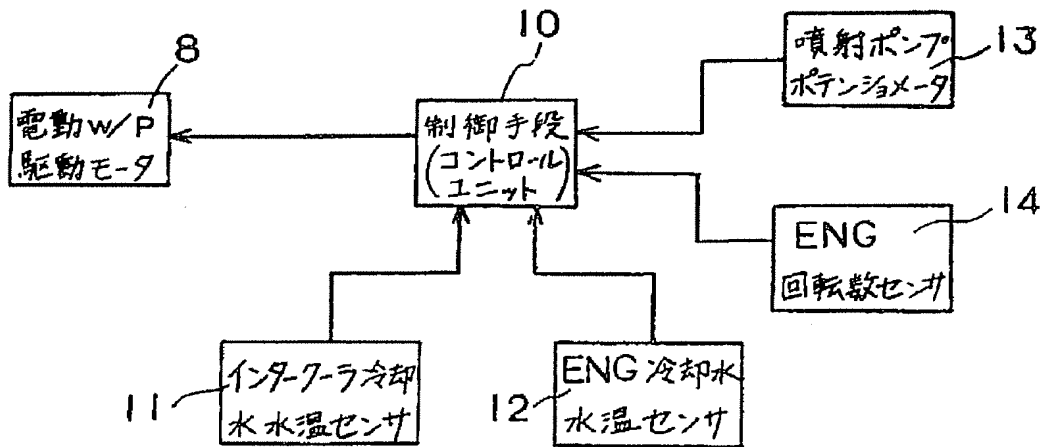 8
電動W/P
駆動モータ
10
制御手段
(コントロール
ユニット)
噴射ポンプ
ポテンショメータ
13
ENG
回転数センサ
14
インタークーラ冷却
水水温センサ
11
ENG冷却水
水温センサ
12